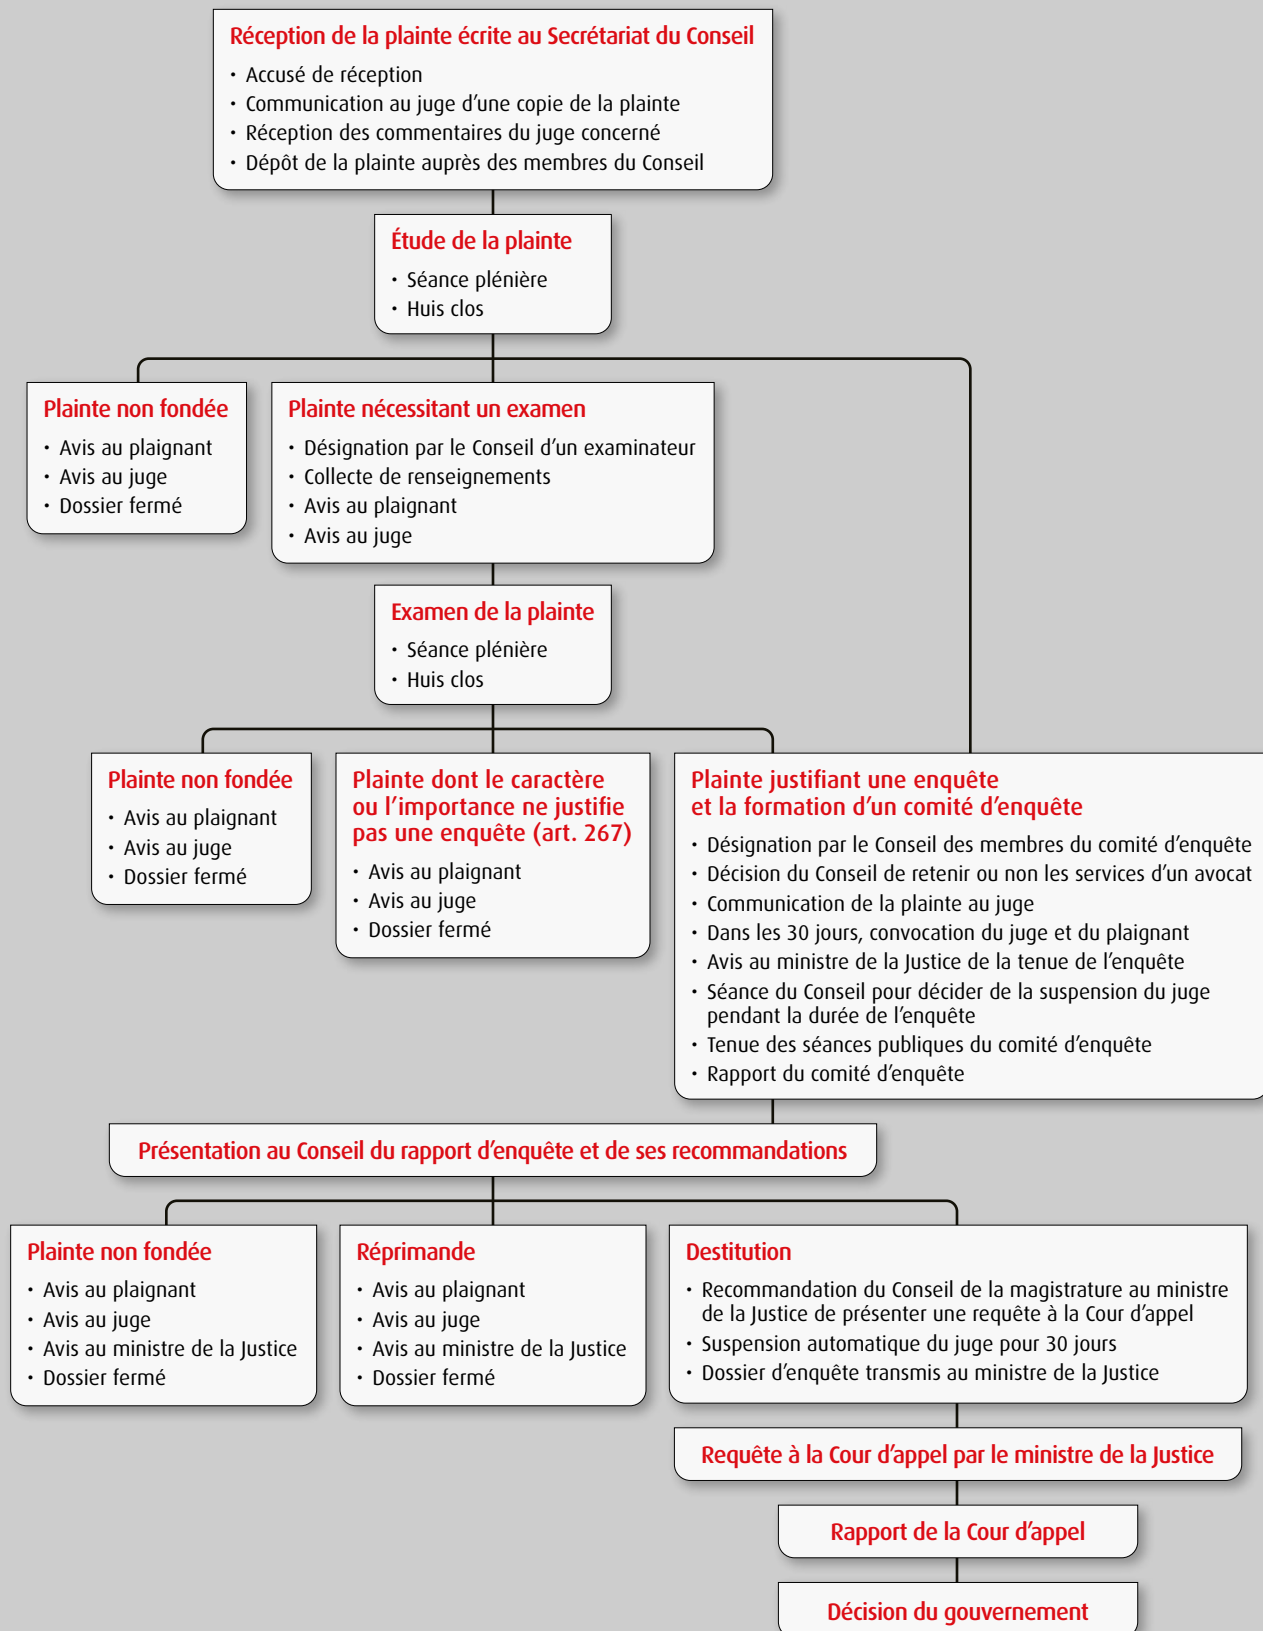 Réception de la plainte écrite au Secrétariat du Conseil
• Accusé de réception
• Communication au juge d'une copie de la plainte
• Réception des commentaires du juge concerné
• Dépôt de la plainte auprès des membres du Conseil
Étude de la plainte
• Séance plénière
• Huis clos
Plainte non fondée
• Avis au plaignant
• Avis au juge
• Dossier fermé
Plainte nécessitant un examen
• Désignation par le Conseil d'un examinateur
• Collecte de renseignements
• Avis au plaignant
• Avis au juge
Examen de la plainte
• Séance plénière
• Huis clos
Plainte non fondée
• Avis au plaignant
• Avis au juge
• Dossier fermé
Plainte dont le caractère
ou l'importance ne justifie
pas une enquête (art. 267)
• Avis au plaignant
• Avis au juge
• Dossier fermé
Plainte justifiant une enquête
et la formation d'un comité d'enquête
• Désignation par le Conseil des membres du comité d'enquête
• Décision du Conseil de retenir ou non les services d'un avocat
• Communication de la plainte au juge
• Dans les 30 jours, convocation du juge et du plaignant
• Avis au ministre de la Justice de la tenue de l'enquête
• Séance du Conseil pour décider de la suspension du juge
pendant la durée de l'enquête
• Tenue des séances publiques du comité d'enquête
• Rapport du comité d'enquête
Présentation au Conseil du rapport d'enquête et de ses recommandations
Plainte non fondée
• Avis au plaignant
• Avis au juge
• Avis au ministre de la Justice
• Dossier fermé
Réprimande
• Avis au plaignant
• Avis au juge
• Avis au ministre de la Justice
• Dossier fermé
Destitution
• Recommandation du Conseil de la magistrature au ministre
de la Justice de présenter une requête à la Cour d'appel
• Suspension automatique du juge pour 30 jours
• Dossier d'enquête transmis au ministre de la Justice
Requête à la Cour d'appel par le ministre de la Justice
Rapport de la Cour d'appel
Décision du gouvernement